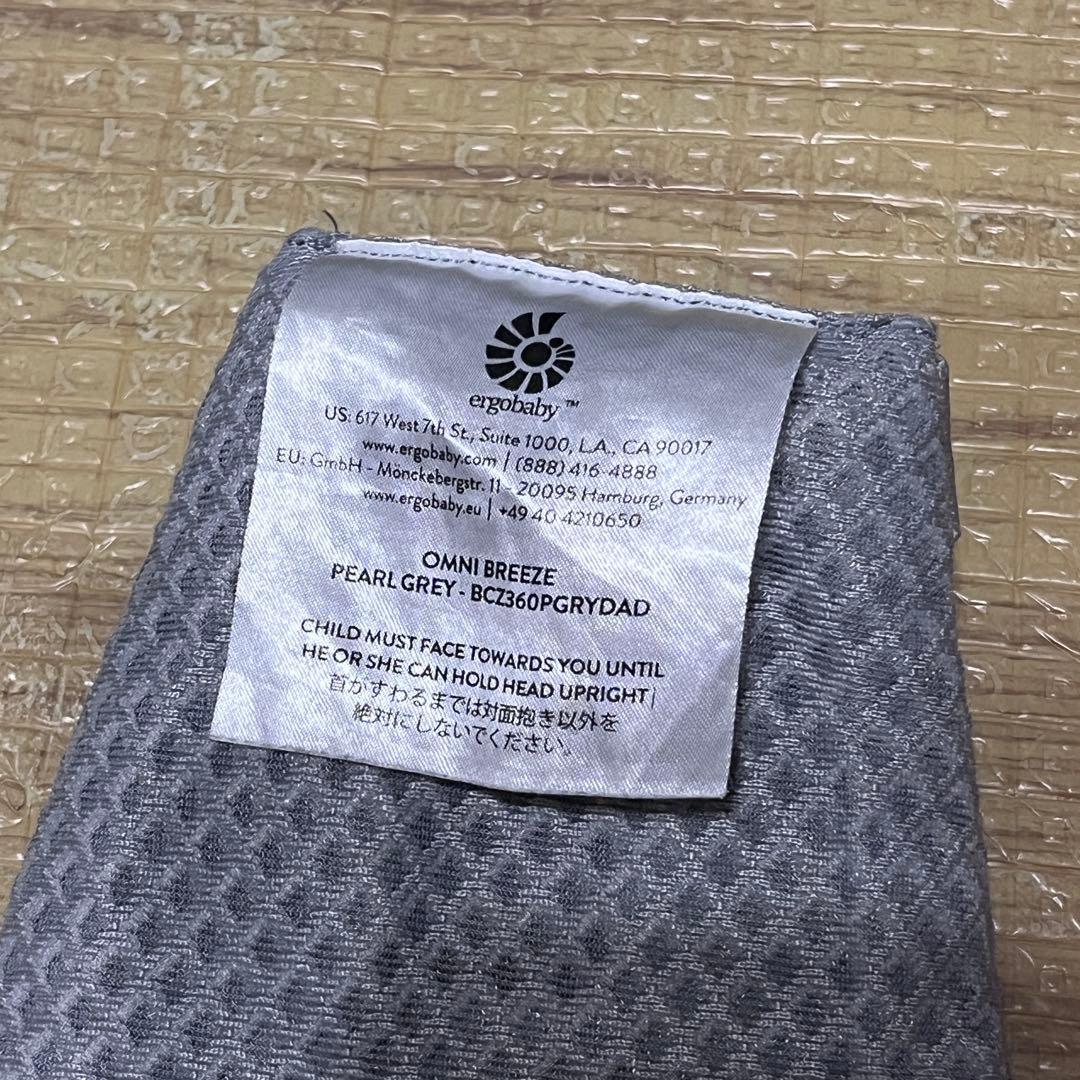 ergobaby™
US: 617 West 7th St., Suite 1000, L.A., CA 90017
www.ergobaby.com | (888) 416-4888
EU: GmbH - Mönckebergstr. 11 - 20095 Hamburg, Germany
www.ergobaby.eu | +49 40 4210650
OMNI BREEZE
PEARL GREY - BCZ360PGRYDAD
CHILD MUST FACE TOWARDS YOU UNTIL
HE OR SHE CAN HOLD HEAD UPRIGHT |
首がすわるまでは対面抱き以外を
絶対にしないでください。